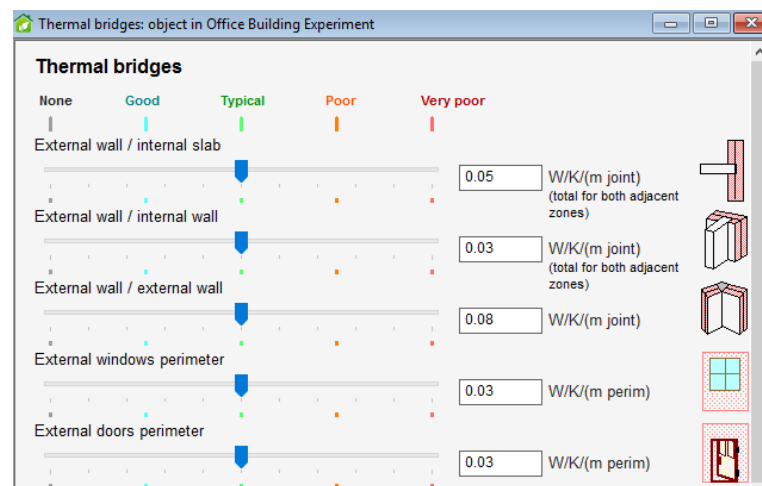 Thermal bridges: object in Office Building Experiment
Thermal bridges
None Good Typical Poor Very poor
External wall / internal slab
0.05 W/K/(m joint)
(total for both adjacent
zones)
External wall / internal wall
0.03 W/K/(m joint)
(total for both adjacent
zones)
External wall / external wall
0.08 W/K/(m joint)
External windows perimeter
0.03 W/K/(m perim)
External doors perimeter
0.03 W/K/(m perim)